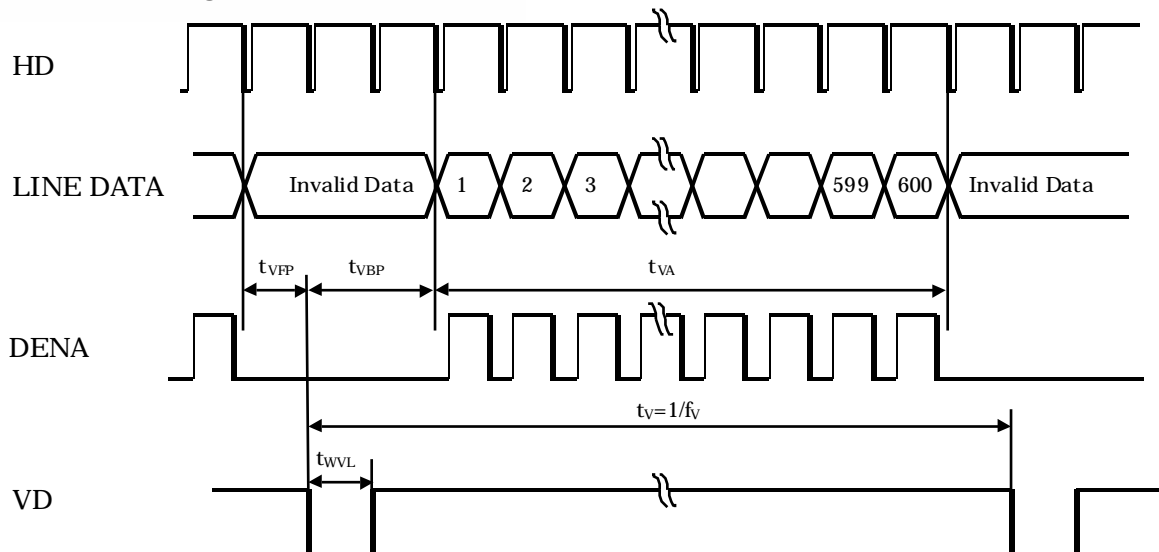 HD
LINE DATA
Invalid Data 1 2 3 599 600 Invalid Data
tVFP tVBP tVA
DENA
tV=1/fV
tWVL
VD